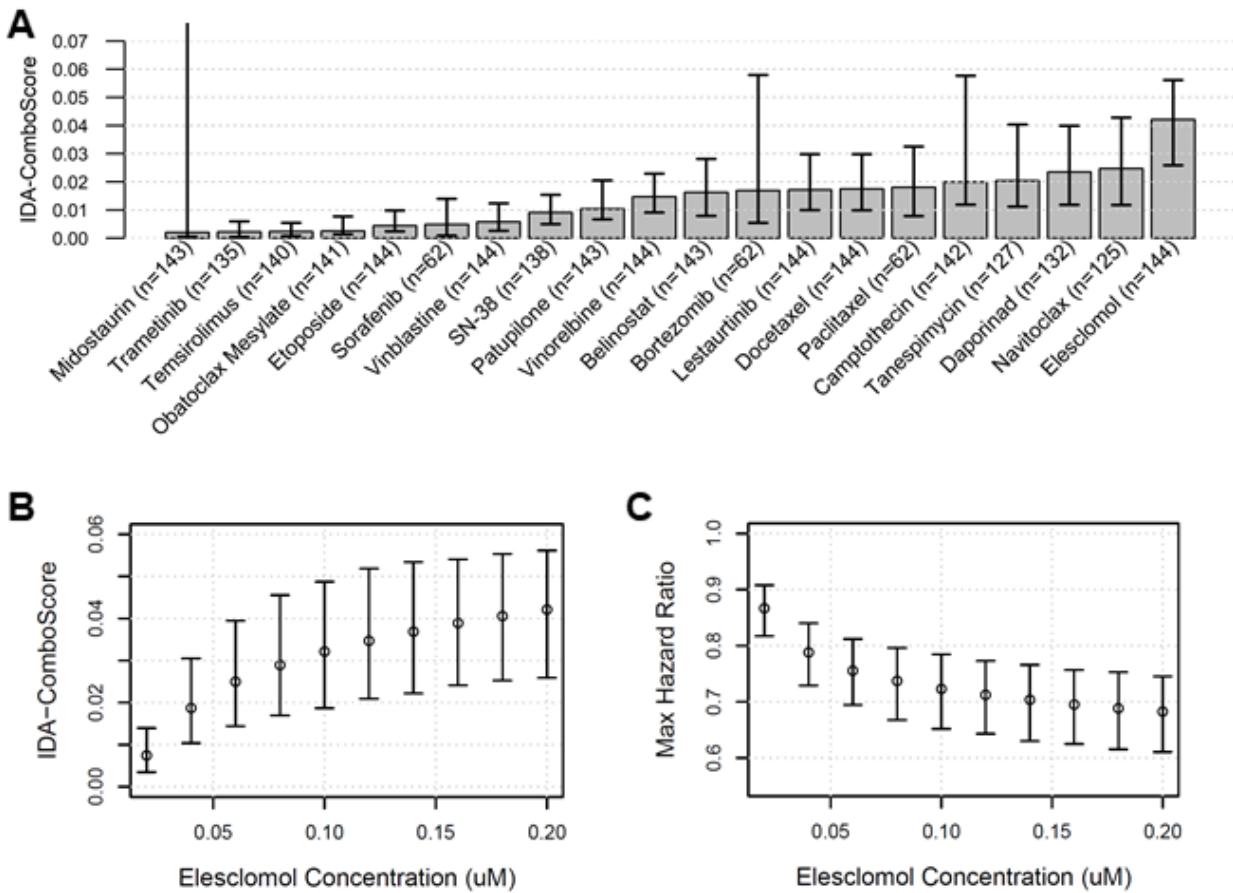 A
IDA-ComboScore
0.07
0.06
0.05
0.04
0.03
0.02
0.01
0.00
Midostaurin (n=143)
Trametinib (n=135)
Temsirolimus (n=140)
Obatoclax Mesylate (n=141)
Etoposide (n=144)
Sorafenib (n=62)
Vinblastine (n=144)
SN-38 (n=138)
Patupilone (n=143)
Vinorelbine (n=144)
Belinostat (n=143)
Bortezomib (n=62)
Lestaurtinib (n=144)
Docetaxel (n=144)
Paclitaxel (n=62)
Camptothecin (n=142)
Tanespimycin (n=127)
Daporinad (n=132)
Navitoclax (n=125)
Elesclomol (n=144)
B
IDA-ComboScore
0.06
0.04
0.02
0.00
0.05 0.10 0.15 0.20
Elesclomol Concentration (uM)
C
Max Hazard Ratio
1.0
0.9
0.8
0.7
0.6
0.05 0.10 0.15 0.20
Elesclomol Concentration (uM)